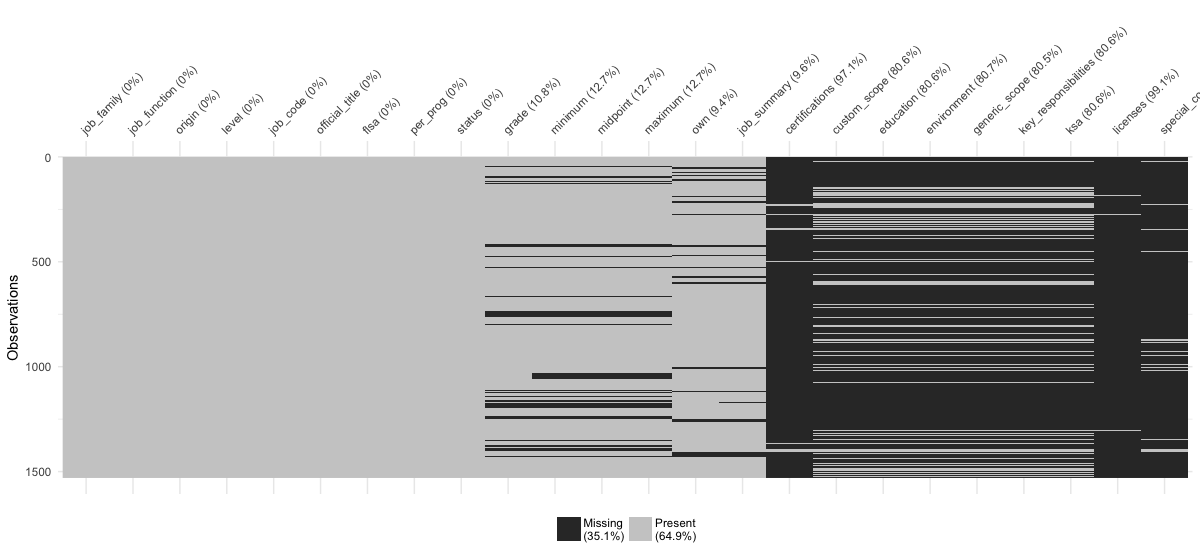 job_family (0%)
job_function (0%)
origin (0%)
level (0%)
job_code (0%)
official_title (0%)
flsa (0%)
per_prog (0%)
status (0%)
grade (10.8%)
minimum (12.7%)
midpoint (12.7%)
maximum (12.7%)
own (9.4%)
job_summary (9.6%)
certifications (97.1%)
custom_scope (80.6%)
education (80.6%)
environment (80.7%)
generic_scope (80.5%)
key_responsibilities (80.6%)
ksa (80.6%)
licenses (99.1%)
0
500
1000
1500
Observations
Missing
(35.1%)
Present
(64.9%)